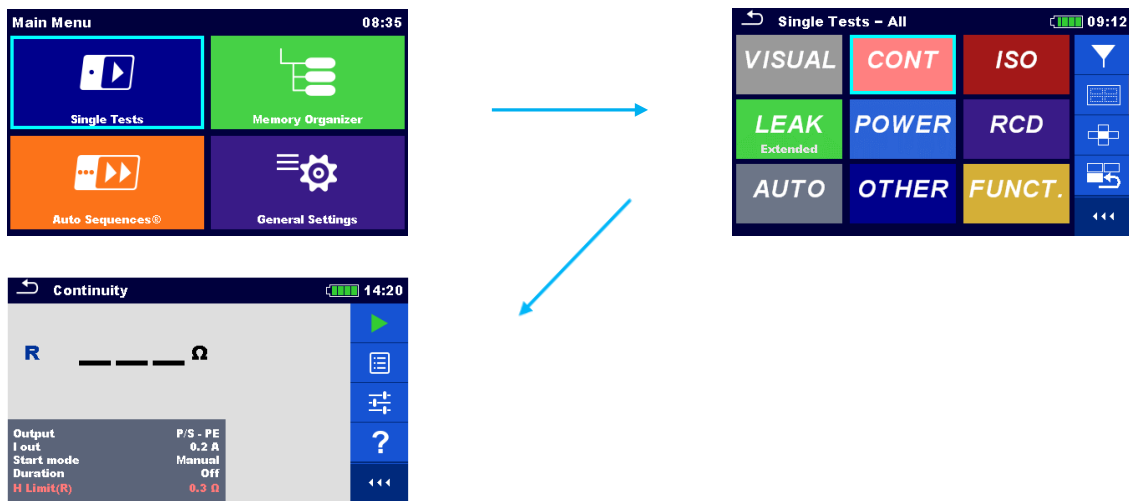 Main Menu 08:35
Single Tests Memory Organizer
Auto Sequences® General Settings
Single Tests – All 09:12
VISUAL CONT ISO
LEAK POWER RCD
Extended
AUTO OTHER FUNCT.
Continuity 14:20
R ___ Ω
Output P/S - PE
I out 0.2 A
Start mode Manual
Duration Off
H Limit(R) 0.3 Ω
?